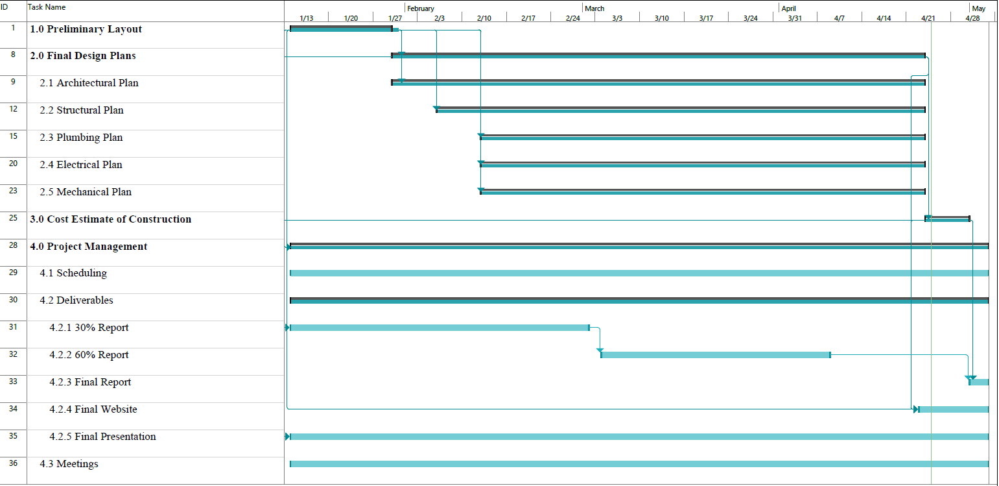 ID Task Name February March April May
1/13 1/20 1/27 2/3 2/10 2/17 2/24 3/3 3/10 3/17 3/24 3/31 4/7 4/14 4/21 4/28
1 1.0 Preliminary Layout
8 2.0 Final Design Plans
9 2.1 Architectural Plan
12 2.2 Structural Plan
15 2.3 Plumbing Plan
20 2.4 Electrical Plan
23 2.5 Mechanical Plan
25 3.0 Cost Estimate of Construction
28 4.0 Project Management
29 4.1 Scheduling
30 4.2 Deliverables
31 4.2.1 30% Report
32 4.2.2 60% Report
33 4.2.3 Final Report
34 4.2.4 Final Website
35 4.2.5 Final Presentation
36 4.3 Meetings